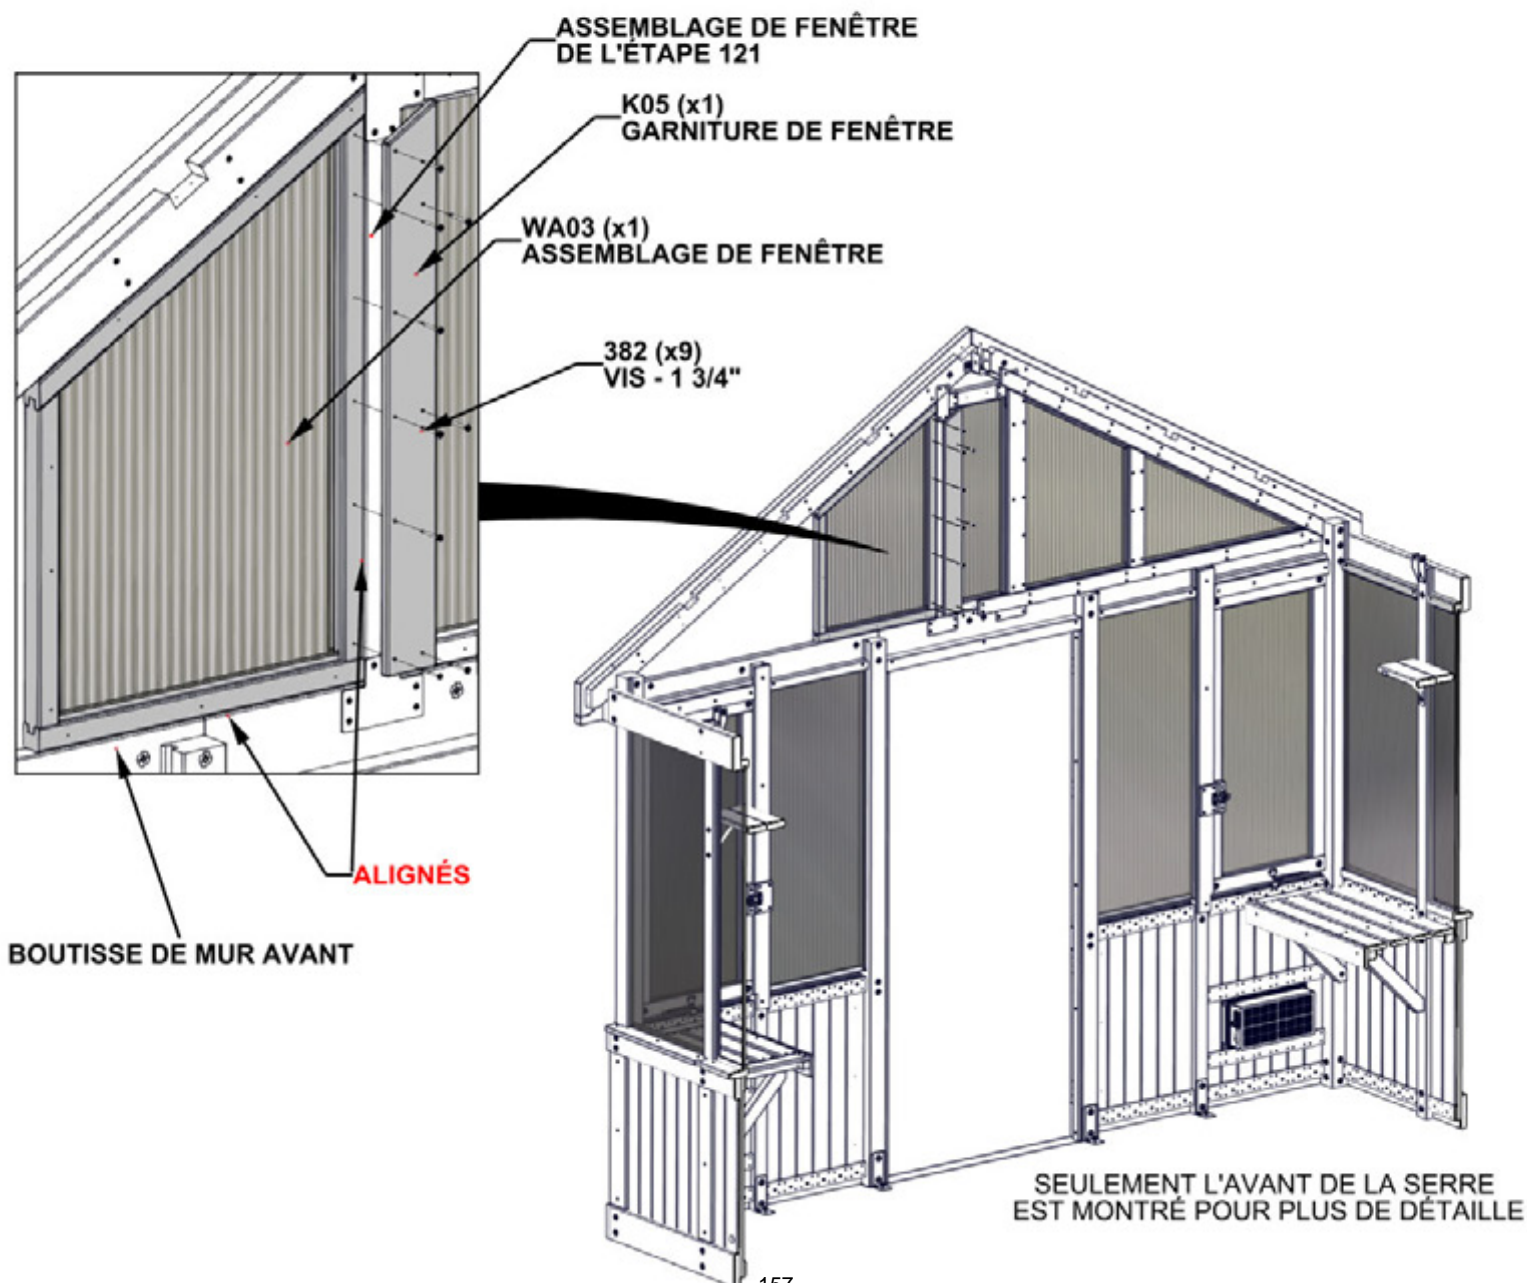 ASSEMBLAGE DE FENÊTRE
DE L'ÉTAPE 121
K05 (x1)
GARNITURE DE FENÊTRE
WA03 (x1)
ASSEMBLAGE DE FENÊTRE
382 (x9)
VIS - 1 3/4"
ALIGNÉS
BOUTISSE DE MUR AVANT
SEULEMENT L'AVANT DE LA SERRE
EST MONTRÉ POUR PLUS DE DÉTAILLE
157